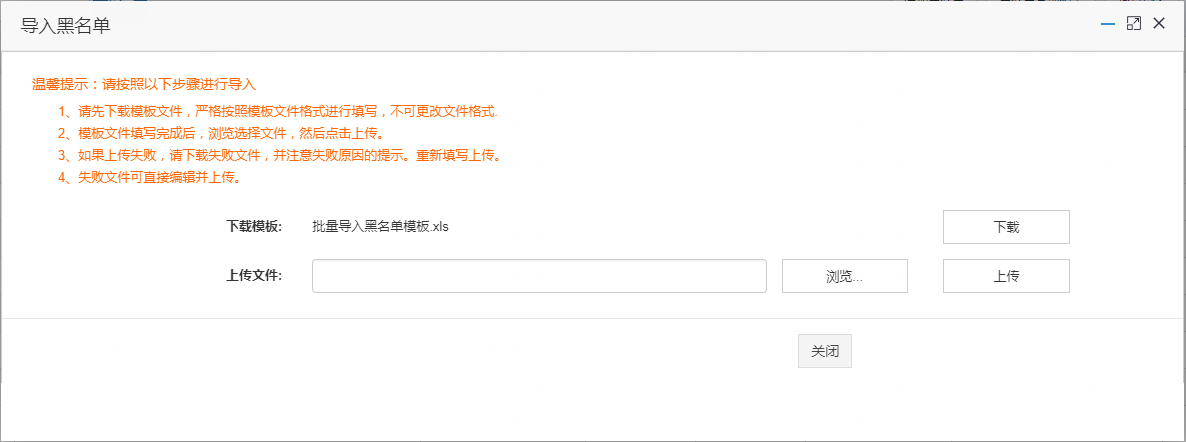 导入黑名单
温馨提示：请按照以下步骤进行导入
1、请先下载模板文件，严格按照模板文件格式进行填写，不可更改文件格式.
2、模板文件填写完成后，浏览选择文件，然后点击上传。
3、如果上传失败，请下载失败文件，并注意失败原因的提示。重新填写上传。
4、失败文件可直接编辑并上传。
下载模板: 批量导入黑名单模板.xls 下载
上传文件: 浏览... 上传
关闭